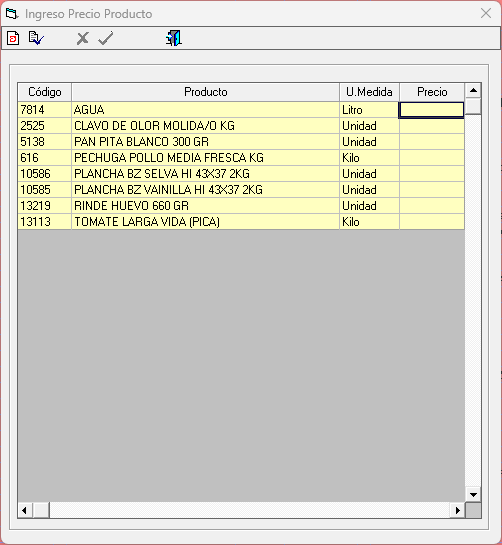 Ingreso Precio Producto
Código Producto U.Medida Precio
7814 AGUA Litro
2525 CLAVO DE OLOR MOLIDA/O KG Unidad
5138 PAN PITA BLANCO 300 GR Unidad
616 PECHUGA POLLO MEDIA FRESCA KG Kilo
10586 PLANCHA BZ SELVA HI 43X37 2KG Unidad
10585 PLANCHA BZ VAINILLA HI 43X37 2KG Unidad
13219 RINDE HUEVO 660 GR Unidad
13113 TOMATE LARGA VIDA (PICA) Kilo